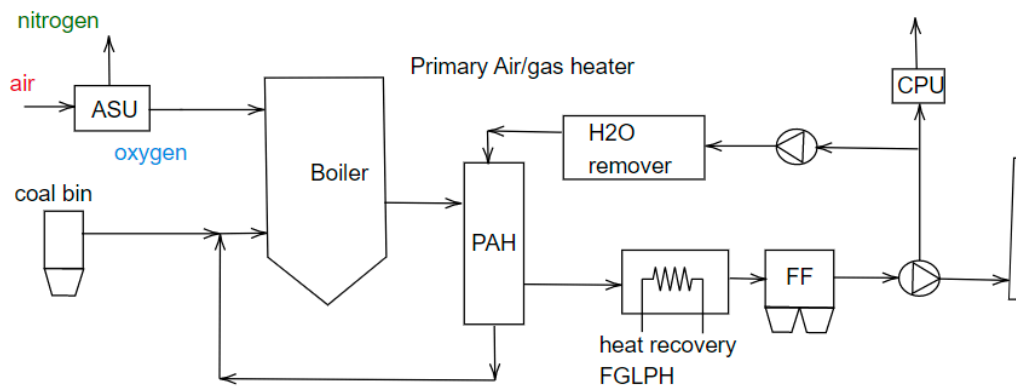 nitrogen
air
ASU
oxygen
coal bin
Boiler
Primary Air/gas heater
H2O
remover
CPU
PAH
FF
heat recovery
FGLPH